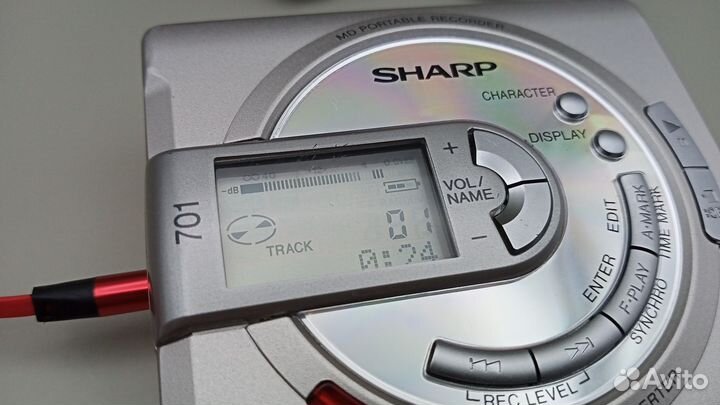 MD PORTABLE RECORDER
SHARP
CHARACTER
DISPLAY
+
VOL/
NAME
−
-dB
40
TRACK
01
0:24
701
EDIT
ENTER
A·MARK
TIME MARK
F·PLAY
SYNCHRO
REC LEVEL
Avito